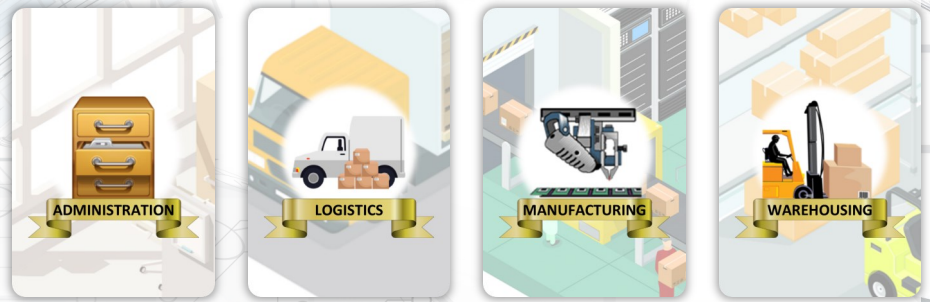 ADMINISTRATION
LOGISTICS
MANUFACTURING
WAREHOUSING